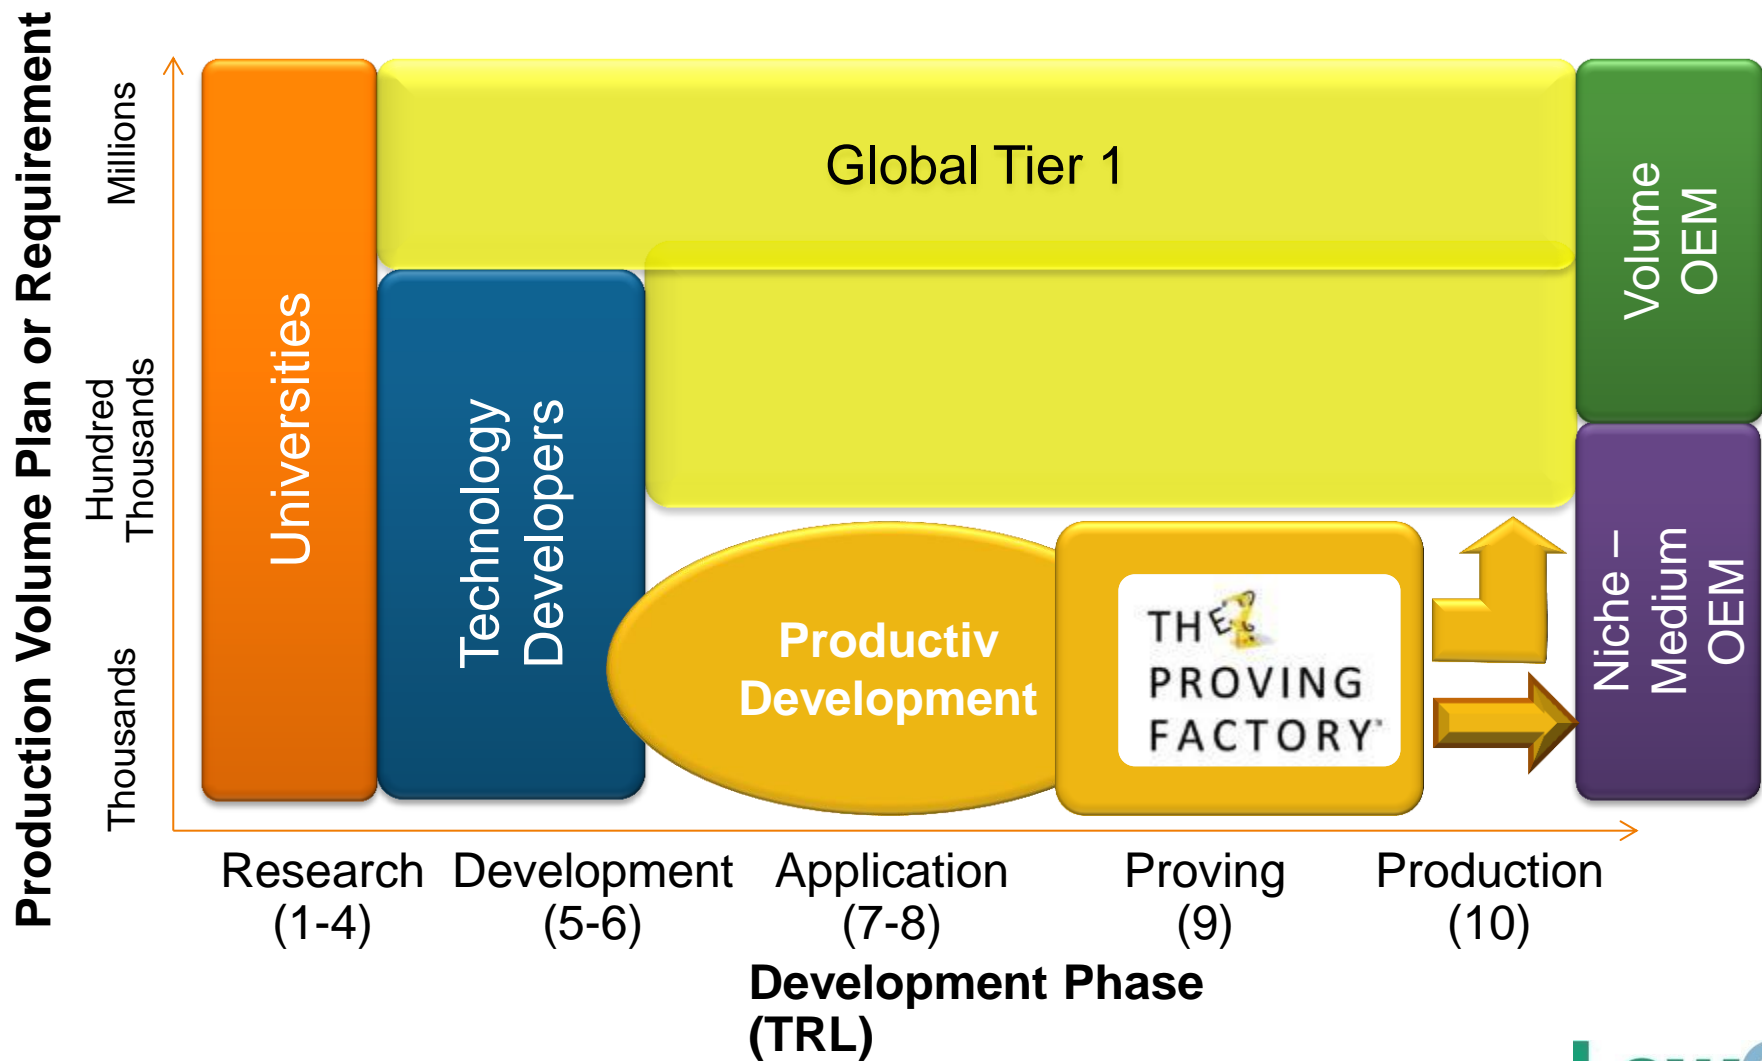 Production Volume Plan or Requirement
Millions
Hundred
Thousands
Thousands
Universities
Technology
Developers
Global Tier 1
Productiv
Development
THE
PROVING
FACTORY™
Volume
OEM
Niche –
Medium
OEM
Research
(1-4)
Development
(5-6)
Application
(7-8)
Proving
(9)
Production
(10)
Development Phase
(TRL)